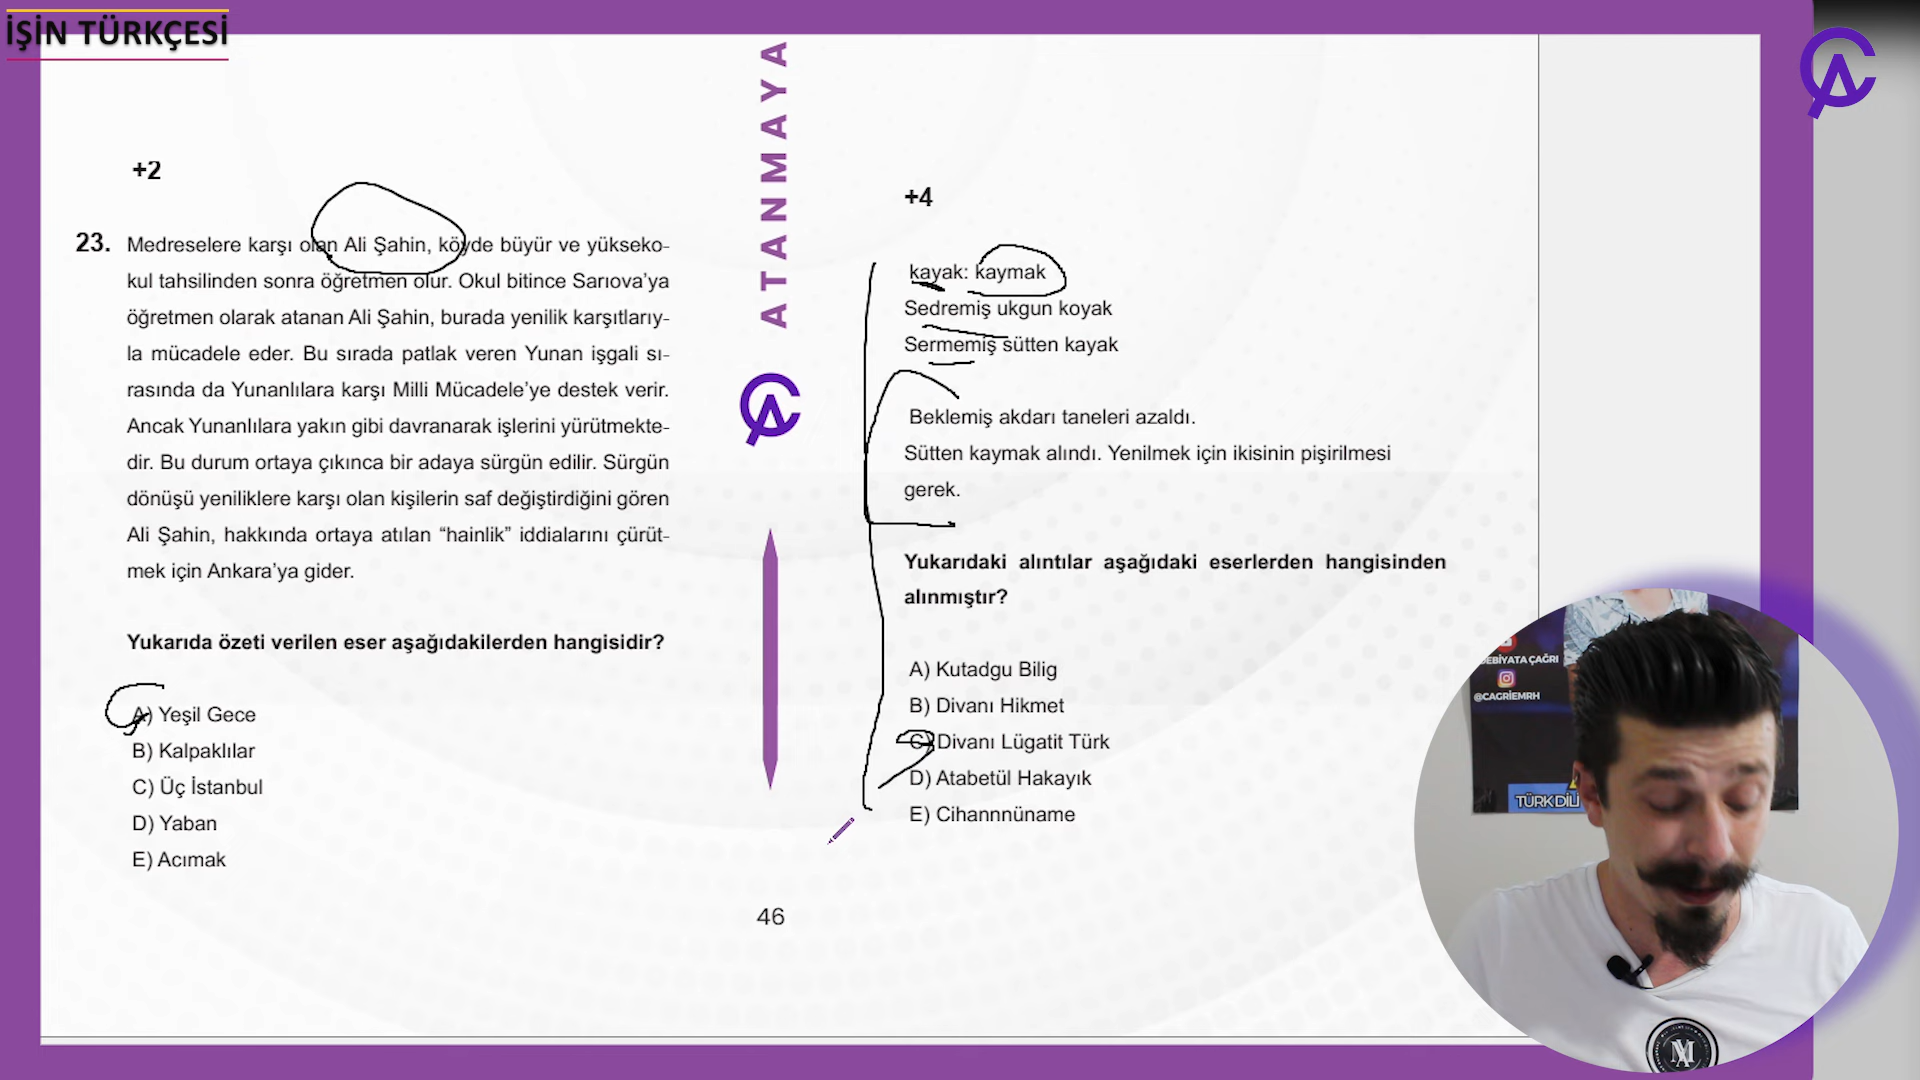 İŞİN TÜRKÇESİ
+2
23. Medreselere karşı olan Ali Şahin, köyde büyür ve yükseko-
kul tahsilinden sonra öğretmen olur. Okul bitince Sarıova’ya
öğretmen olarak atanan Ali Şahin, burada yenilik karşıtlarıy-
la mücadele eder. Bu sırada patlak veren Yunan işgali sı-
rasında da Yunanlılara karşı Milli Mücadele’ye destek verir.
Ancak Yunanlılara yakın gibi davranarak işlerini yürütmekte-
dir. Bu durum ortaya çıkınca bir adaya sürgün edilir. Sürgün
dönüşü yeniliklere karşı olan kişilerin saf değiştirdiğini gören
Ali Şahin, hakkında ortaya atılan “hainlik” iddialarını çürüt-
mek için Ankara’ya gider.
Yukarıda özeti verilen eser aşağıdakilerden hangisidir?
A) Yeşil Gece
B) Kalpaklılar
C) Üç İstanbul
D) Yaban
E) Acımak
ATANMAYA
46
+4
kayak: kaymak
Sedremiş ukgun koyak
Sermemiş sütten kayak
Beklemiş akdarı taneleri azaldı.
Sütten kaymak alındı. Yenilmek için ikisinin pişirilmesi
gerek.
Yukarıdaki alıntılar aşağıdaki eserlerden hangisinden
alınmıştır?
A) Kutadgu Bilig
B) Divanı Hikmet
C) Divanı Lügatit Türk
D) Atabetül Hakayık
E) Cihannnüname
EBİYATA ÇAĞRI
@CAGRİEMRH
TÜRK DİLİ